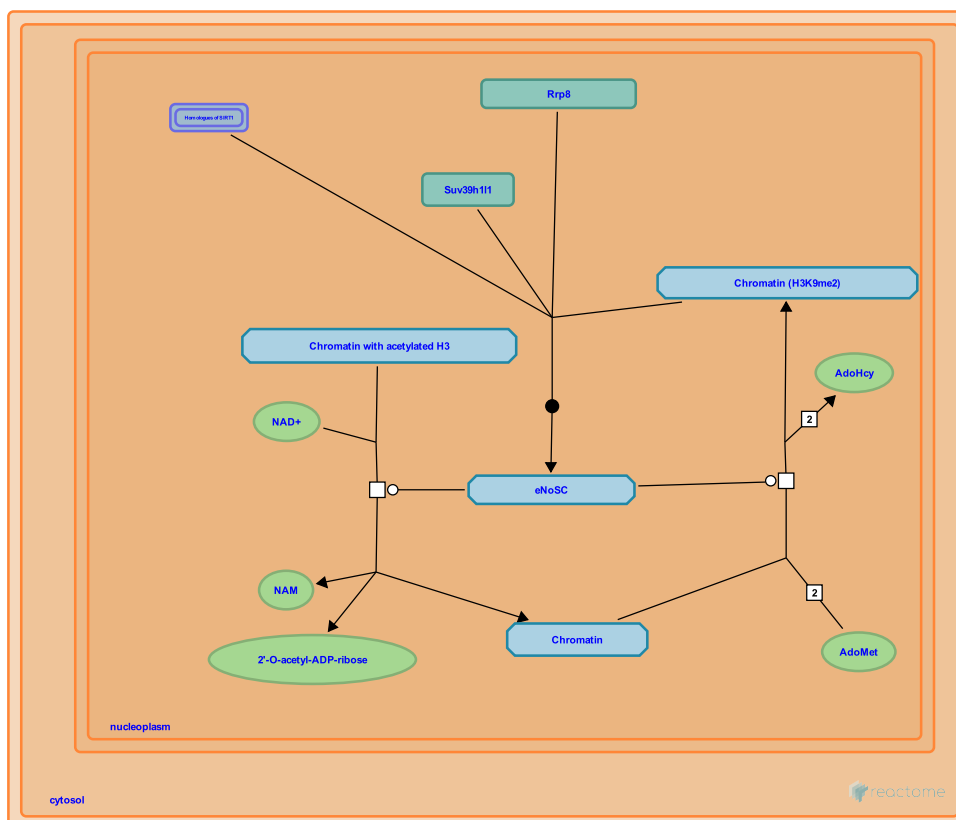 Rrp8
Homologues of SIRT1
Suv39h1l1
Chromatin (H3K9me2)
Chromatin with acetylated H3
AdoHcy
NAD+
2
eNoSC
NAM
2
Chromatin
2'-O-acetyl-ADP-ribose
AdoMet
nucleoplasm
cytosol
reactome